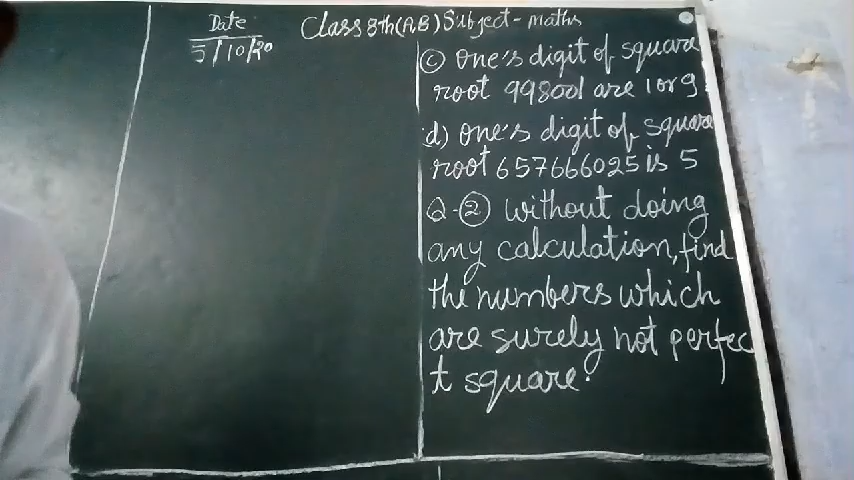 Date
5/10/20
Class 8th(A,B) Subject - maths
(c) one's digit of square
root 99800l are 1 or 9.
d) one's digit of square
root 657666025 is 5
Q-(2) without doing
any calculation, find
the numbers which
are surely not perfec
t square.